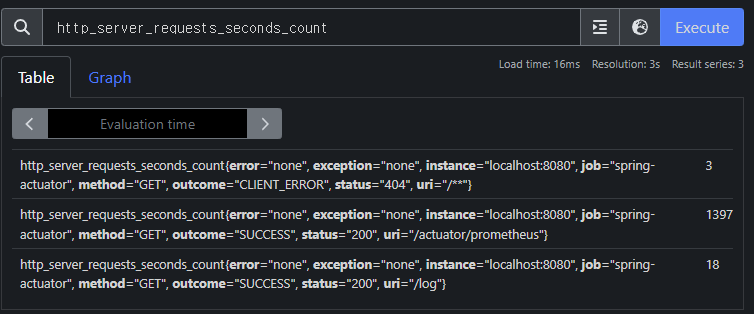 http_server_requests_seconds_count
Execute
Table
Graph
Load time: 16ms Resolution: 3s Result series: 3
Evaluation time
http_server_requests_seconds_count{error="none", exception="none", instance="localhost:8080", job="spring-
actuator", method="GET", outcome="CLIENT_ERROR", status="404", uri="/**"}
3
http_server_requests_seconds_count{error="none", exception="none", instance="localhost:8080", job="spring-
actuator", method="GET", outcome="SUCCESS", status="200", uri="/actuator/prometheus"}
1397
http_server_requests_seconds_count{error="none", exception="none", instance="localhost:8080", job="spring-
actuator", method="GET", outcome="SUCCESS", status="200", uri="/log"}
18